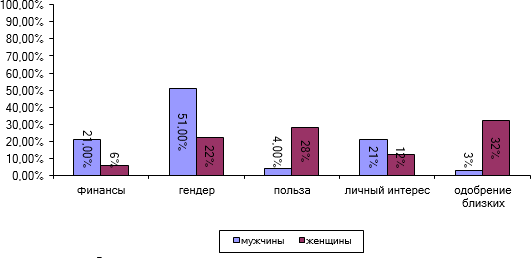 100,00%
90,00%
80,00%
70,00%
60,00%
50,00%
40,00%
30,00%
20,00%
10,00%
0,00%
21,00%
6%
51,00%
22%
4,00%
28%
21%
12%
3%
32%
финансы
гендер
польза
личный интерес
одобрение
близких
мужчины
женщины